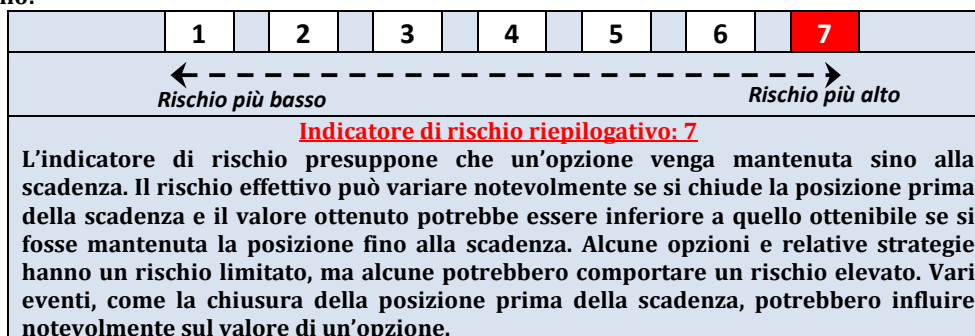 1 2 3 4 5 6 7
Rischio più basso Rischio più alto
Indicatore di rischio riepilogativo: 7
L’indicatore di rischio presuppone che un’opzione venga mantenuta sino alla
scadenza. Il rischio effettivo può variare notevolmente se si chiude la posizione prima
della scadenza e il valore ottenuto potrebbe essere inferiore a quello ottenibile se si
fosse mantenuta la posizione fino alla scadenza. Alcune opzioni e relative strategie
hanno un rischio limitato, ma alcune potrebbero comportare un rischio elevato. Vari
eventi, come la chiusura della posizione prima della scadenza, potrebbero influire
notevolmente sul valore di un’opzione.